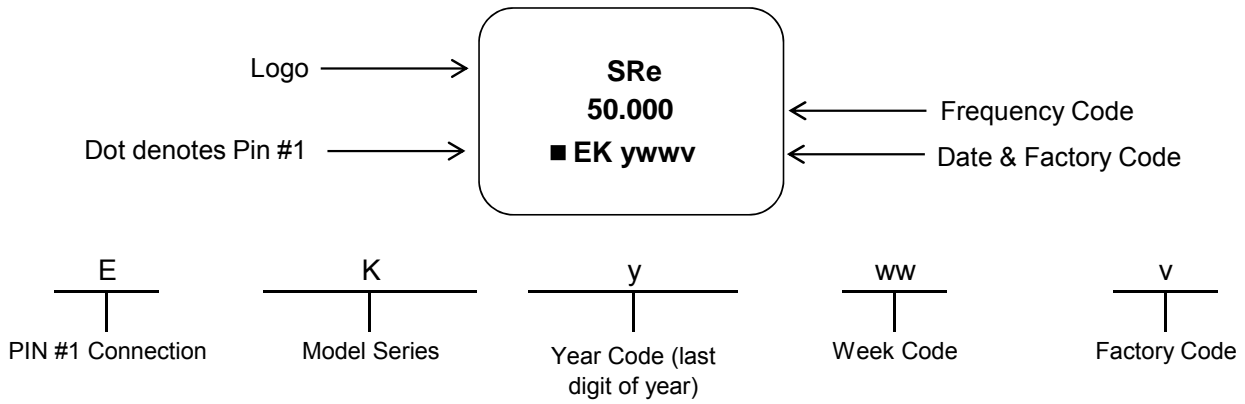 Logo
SRe
50.000
Frequency Code
Dot denotes Pin #1
■ EK ywwv
Date & Factory Code
E
K
y
ww
v
PIN #1 Connection
Model Series
Year Code (last
digit of year)
Week Code
Factory Code